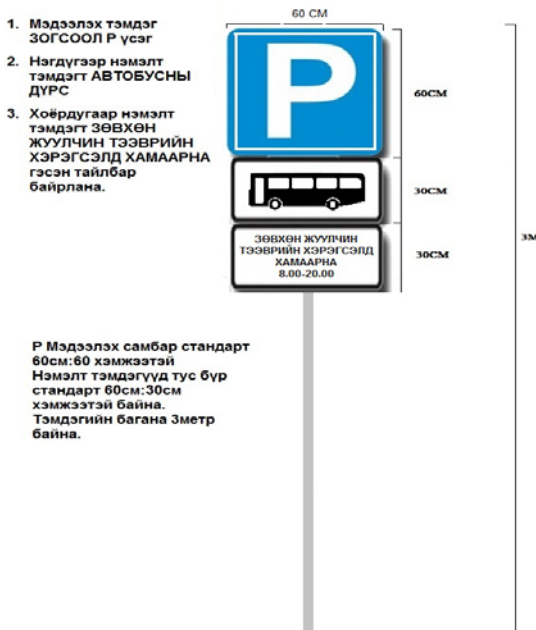 1. Мэдээлэх тэмдэг
ЗОГСООЛ P үсэг
2. Нэгдүгээр нэмэлт
тэмдэгт АВТОБУСНЫ
ДҮРС
3. Хоёрдугаар нэмэлт
тэмдэгт ЗӨВХӨН
ЖУУЛЧИН ТЭЭВРИЙН
ХЭРЭГСЭЛД ХАМААРНА
гэсэн тайлбар
байрлана.
60 СМ
P
60СМ
30СМ
ЗӨВХӨН ЖУУЛЧИН
ТЭЭВРИЙН ХЭРЭГСЭЛД
ХАМААРНА
8.00-20.00
30СМ
3М
P Мэдээлэх самбар стандарт
60см:60 хэмжээтэй
Нэмэлт тэмдэгүүд тус бүр
стандарт 60см:30см
хэмжээтэй байна.
Тэмдэгийн багана 3метр
байна.